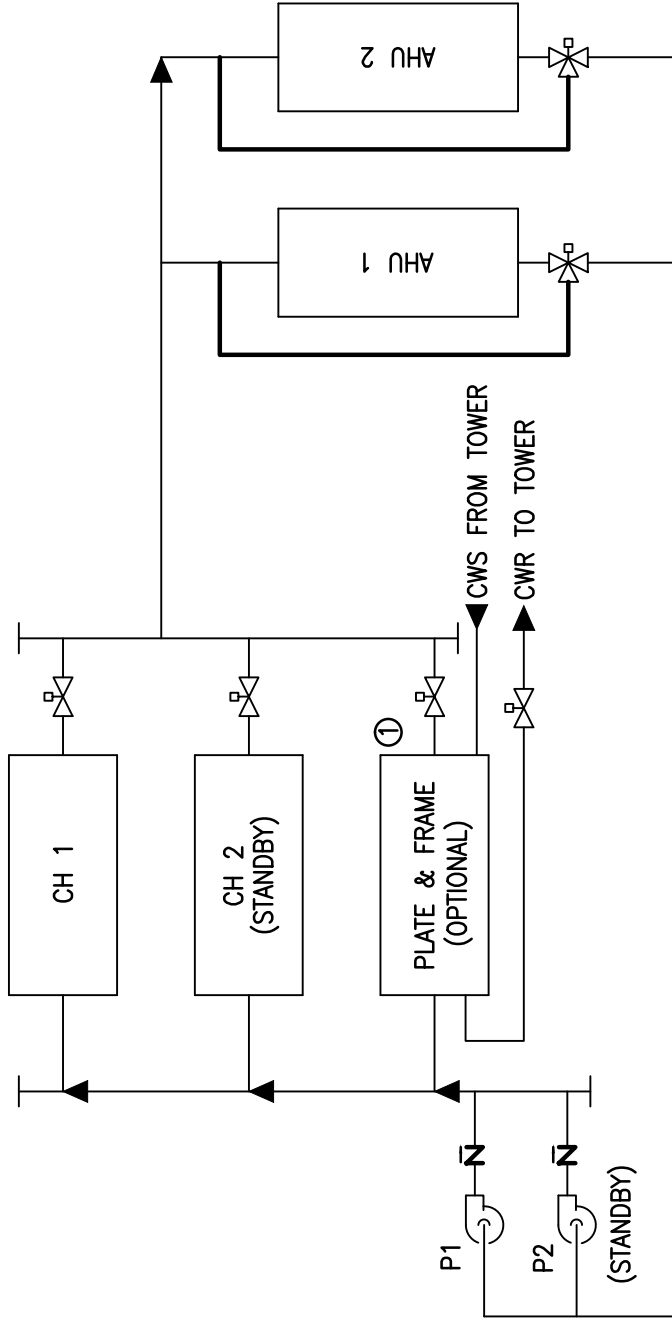 AHU 2
AHU 1
CWS FROM TOWER
CWR TO TOWER
1
CH 1
CH 2
(STANDBY)
PLATE & FRAME
(OPTIONAL)
P1
P2
(STANDBY)